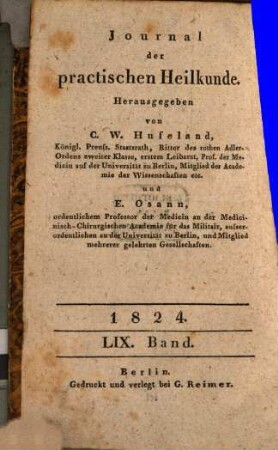 Journal
der
practischen Heilkunde.
Herausgegeben
von
C. W. Hufeland,
Königl. Preuſs. Staatsrath, Ritter des rothen Adler-
Ordens zweiter Klasse, erstem Leibarzt, Prof. der Me-
dicin auf der Universität zu Berlin, Mitglied der Acade-
mie der Wissenschaften etc.
und
E. Osann,
ordentlichem Professor der Medicin an der Medici-
nisch-Chirurgischen Academie für das Militair, auſser-
ordentlichen an der Universität zu Berlin, und Mitglied
mehrerer gelehrten Gesellschaften.
1824.
LIX. Band.
Berlin.
Gedruckt und verlegt bei G. Reimer.